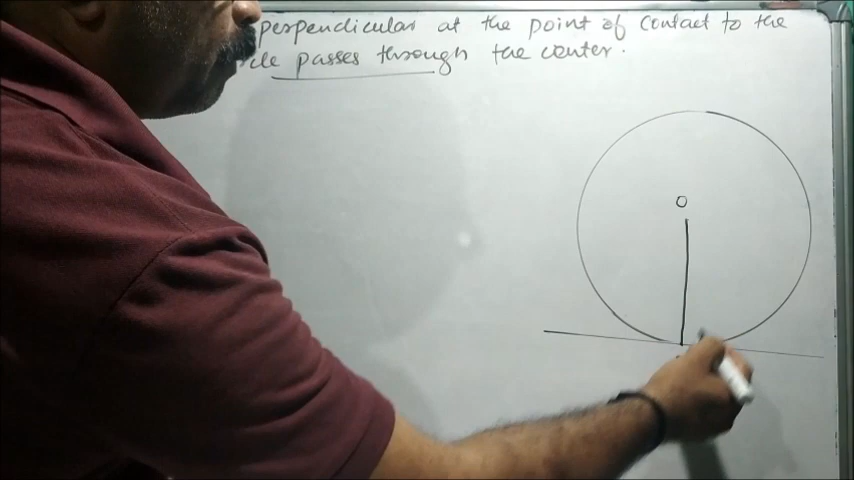 perpendicular at the point of contact to the
passes through the center.
O